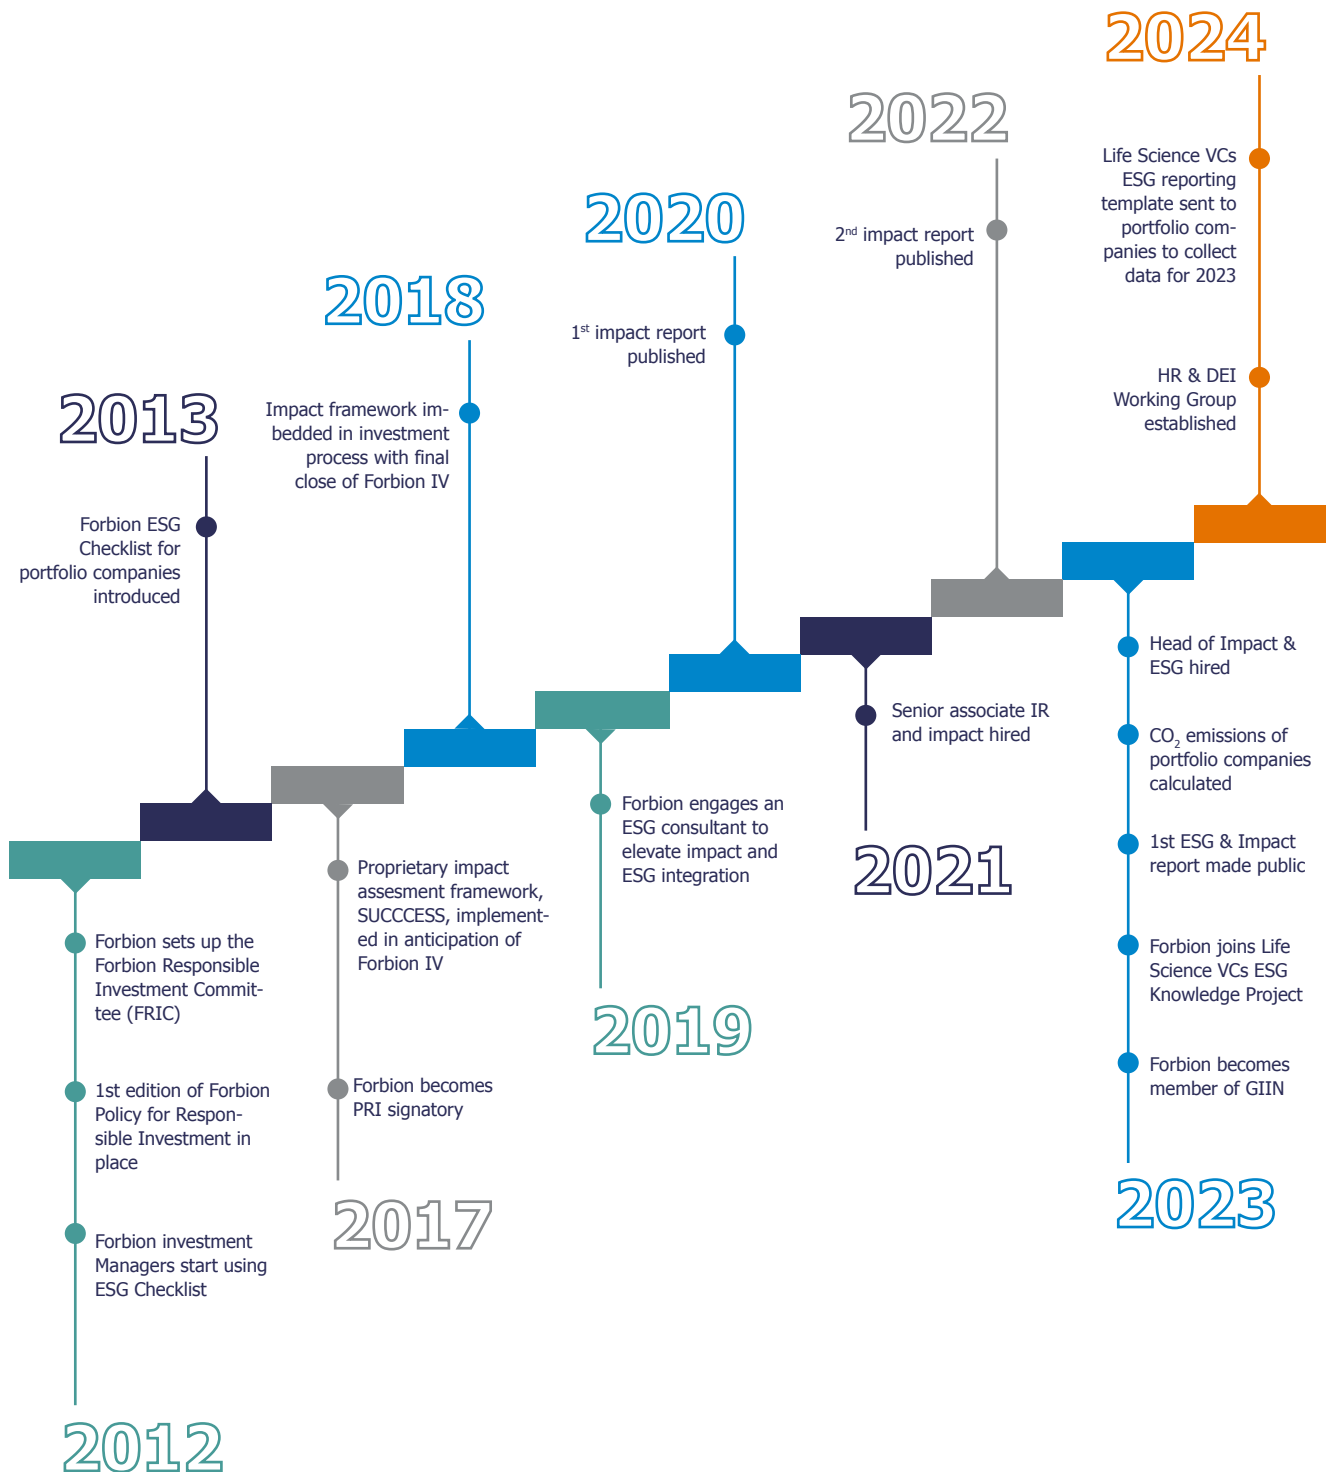 2024
Life Science VCs
ESG reporting
template sent to
portfolio com-
panies to collect
data for 2023
HR & DEI
Working Group
established
2022
2nd impact report
published
2020
1st impact report
published
2018
Impact framework im-
bedded in investment
process with final
close of Forbion IV
2013
Forbion ESG
Checklist for
portfolio companies
introduced
Forbion sets up the
Forbion Responsible
Investment Commit-
tee (FRIC)
1st edition of Forbion
Policy for Respon-
sible Investment in
place
Forbion investment
Managers start using
ESG Checklist
2012
Proprietary impact
assesment framework,
SUCCCESS, implement-
ed in anticipation of
Forbion IV
Forbion becomes
PRI signatory
2017
Forbion engages an
ESG consultant to
elevate impact and
ESG integration
2019
Senior associate IR
and impact hired
2021
Head of Impact &
ESG hired
CO2 emissions of
portfolio companies
calculated
1st ESG & Impact
report made public
Forbion joins Life
Science VCs ESG
Knowledge Project
Forbion becomes
member of GIIN
2023